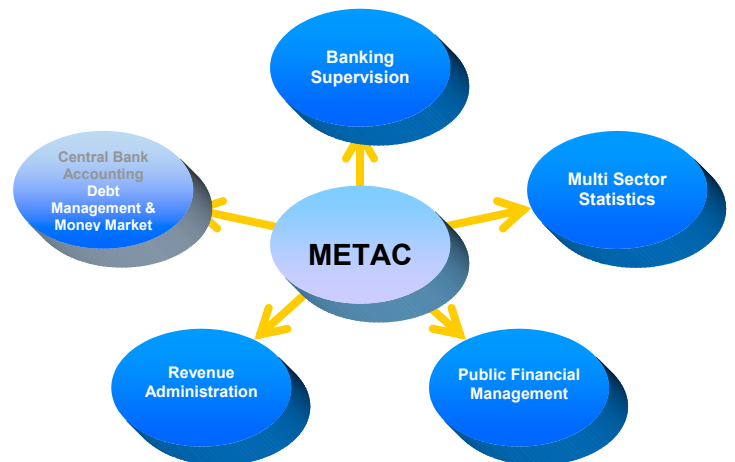 Banking
Supervision
Central Bank
Accounting
Debt
Management &
Money Market
Multi Sector
Statistics
METAC
Revenue
Administration
Public Financial
Management